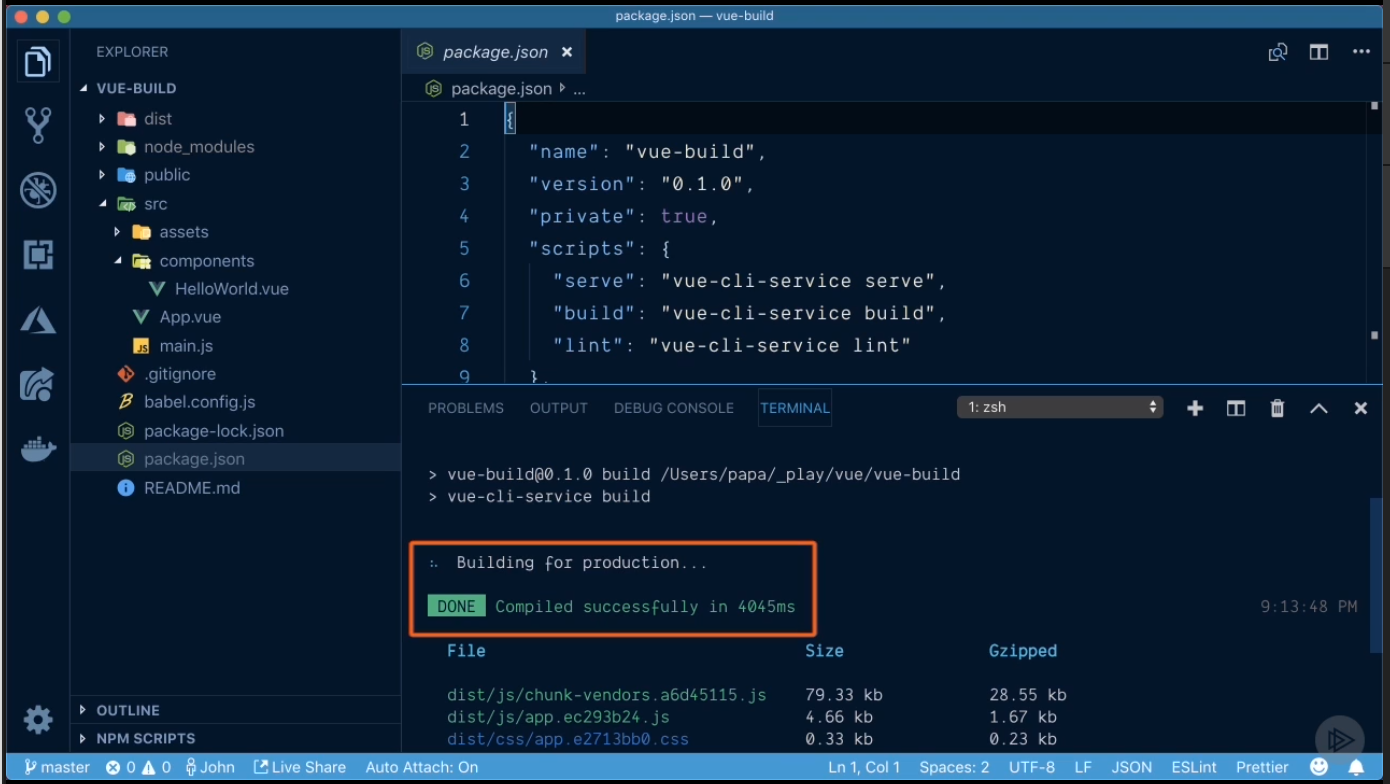 package.json — vue-build
EXPLORER
VUE-BUILD
dist
node_modules
public
src
assets
components
HelloWorld.vue
App.vue
JS main.js
.gitignore
babel.config.js
package-lock.json
package.json
README.md
OUTLINE
NPM SCRIPTS
package.json ×
package.json ...
1 {
2 "name": "vue-build",
3 "version": "0.1.0",
4 "private": true,
5 "scripts": {
6 "serve": "vue-cli-service serve",
7 "build": "vue-cli-service build",
8 "lint": "vue-cli-service lint"
9 },
PROBLEMS OUTPUT DEBUG CONSOLE TERMINAL 1: zsh
> vue-build@0.1.0 build /Users/papa/_play/vue/vue-build
> vue-cli-service build
:. Building for production...
DONE Compiled successfully in 4045ms 9:13:48 PM
File Size Gzipped
dist/js/chunk-vendors.a6d45115.js 79.33 kb 28.55 kb
dist/js/app.ec293b24.js 4.66 kb 1.67 kb
dist/css/app.e2713bb0.css 0.33 kb 0.23 kb
master 0 0 John Live Share Auto Attach: On Ln 1, Col 1 Spaces: 2 UTF-8 LF JSON ESLint Prettier